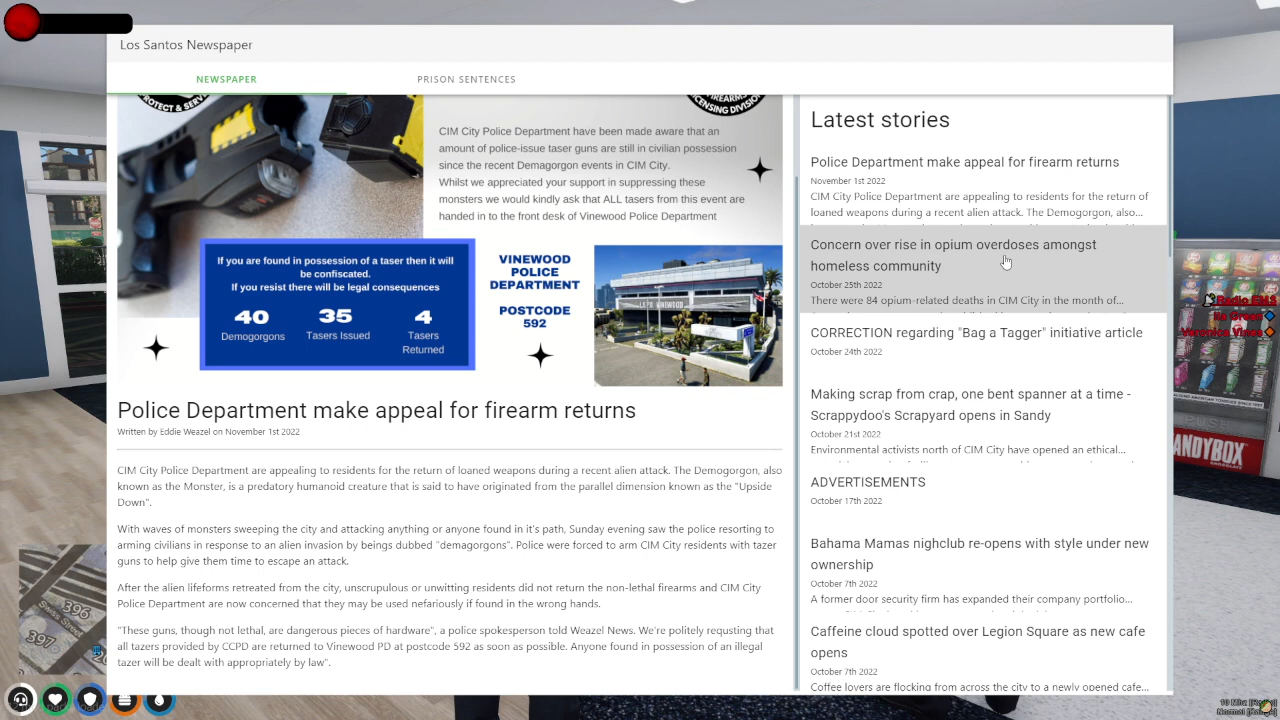 Los Santos Newspaper
NEWSPAPER
PRISON SENTENCES
PROTECT & SERVE
FIREARMS
LICENSING DIVISION
CIM City Police Department have been made aware that an
amount of police-issue taser guns are still in civilian possession
since the recent Demagorgon events in CIM City.
Whilst we appreciated your support in suppressing these
monsters we would kindly ask that ALL tasers from this event are
handed in to the front desk of Vinewood Police Department
If you are found in possession of a taser then it will
be confiscated.
If you resist there will be legal consequences
40
Demogorgons
35
Tasers Issued
4
Tasers
Returned
VINEWOOD
POLICE
DEPARTMENT
POSTCODE
592
Police Department make appeal for firearm returns
Written by Eddie Weazel on November 1st 2022
CIM City Police Department are appealing to residents for the return of loaned weapons during a recent alien attack. The Demogorgon, also
known as the Monster, is a predatory humanoid creature that is said to have originated from the parallel dimension known as the "Upside
Down".
With waves of monsters sweeping the city and attacking anything or anyone found in it's path, Sunday evening saw the police resorting to
arming civilians in response to an alien invasion by beings dubbed "demagorgons". Police were forced to arm CIM City residents with tazer
guns to help give them time to escape an attack.
After the alien lifeforms retreated from the city, unscrupulous or unwitting residents did not return the non-lethal firearms and CIM City
Police Department are now concerned that they may be used nefariously if found in the wrong hands.
"These guns, though not lethal, are dangerous pieces of hardware", a police spokesperson told Weazel News. We're politely requsting that
all tazers provided by CCPD are returned to Vinewood PD at postcode 592 as soon as possible. Anyone found in possession of an illegal
tazer will be dealt with appropriately by law".
Latest stories
Police Department make appeal for firearm returns
November 1st 2022
CIM City Police Department are appealing to residents for the return of
loaned weapons during a recent alien attack. The Demogorgon, also...
Concern over rise in opium overdoses amongst
homeless community
October 25th 2022
There were 84 opium-related deaths in CIM City in the month of...
CORRECTION regarding "Bag a Tagger" initiative article
October 24th 2022
Making scrap from crap, one bent spanner at a time -
Scrappydoo's Scrapyard opens in Sandy
October 21st 2022
Environmental activists north of CIM City have opened an ethical...
ADVERTISEMENTS
October 17th 2022
Bahama Mamas nighclub re-opens with style under new
ownership
October 7th 2022
A former door security firm has expanded their company portfolio...
Caffeine cloud spotted over Legion Square as new cafe
opens
October 7th 2022
Coffee lovers are flocking from across the city to a newly opened cafe...
Radio EMS
PUSH
CANDYBOX
396
397